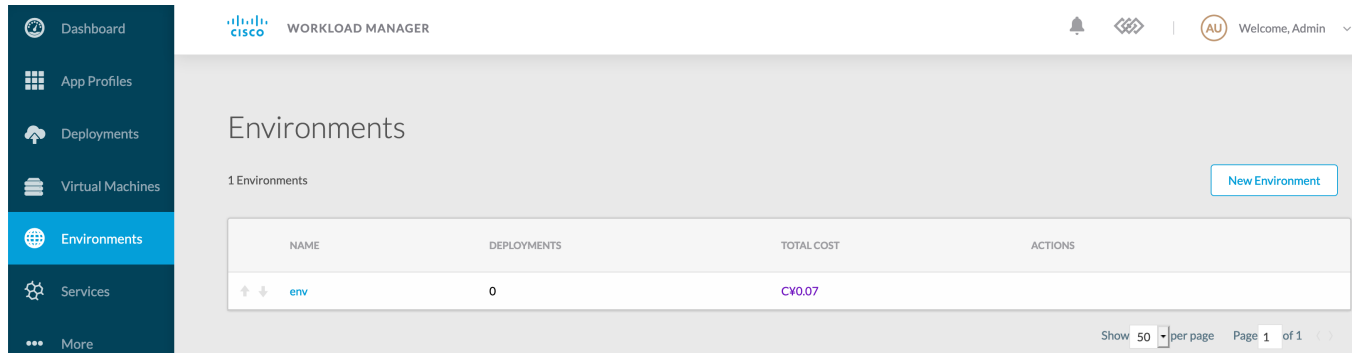 Dashboard
App Profiles
Deployments
Virtual Machines
Environments
Services
More
CISCO
WORKLOAD MANAGER
AU
Welcome, Admin
Environments
1 Environments
New Environment
NAME DEPLOYMENTS TOTAL COST ACTIONS
env 0 C¥0.07
Show 50 per page Page 1 of 1